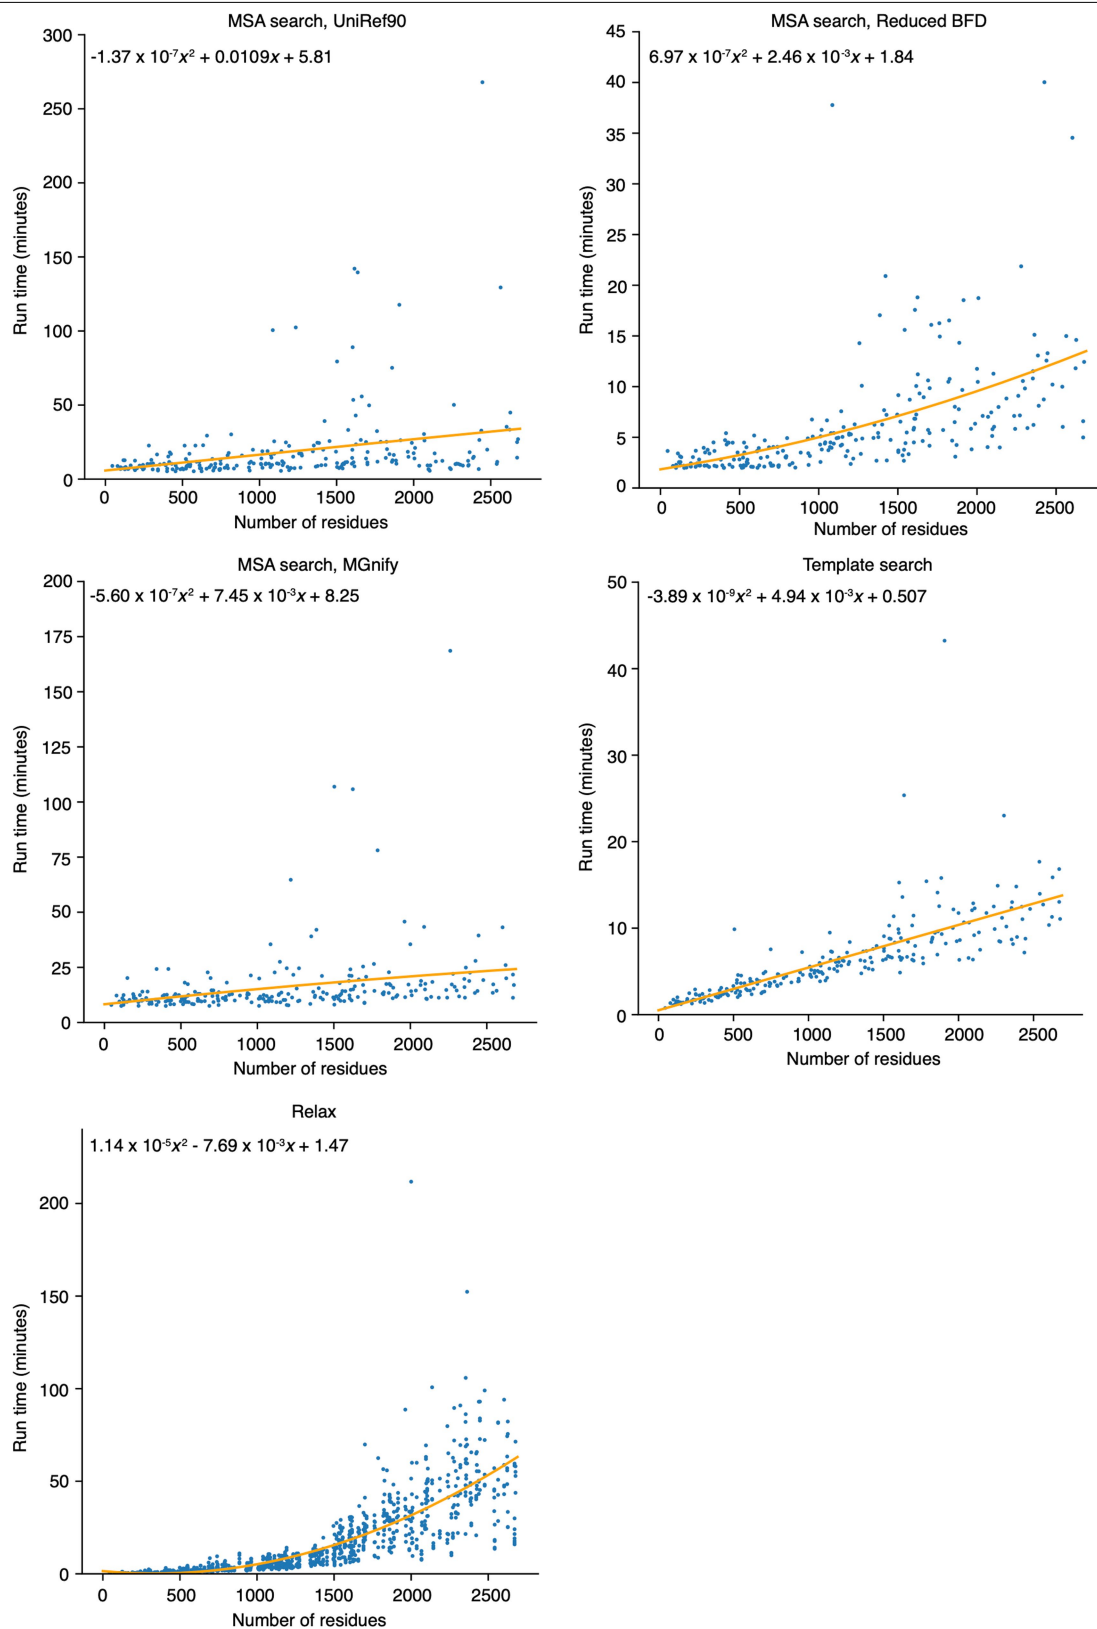 MSA search, UniRef90
-1.37 x 10⁻⁷x² + 0.0109x + 5.81
300
250
200
150
100
50
0
Run time (minutes)
0 500 1000 1500 2000 2500
Number of residues
MSA search, Reduced BFD
6.97 x 10⁻⁷x² + 2.46 x 10⁻³x + 1.84
45
40
35
30
25
20
15
10
5
0
Run time (minutes)
0 500 1000 1500 2000 2500
Number of residues
MSA search, MGnify
-5.60 x 10⁻⁷x² + 7.45 x 10⁻³x + 8.25
200
175
150
125
100
75
50
25
0
Run time (minutes)
0 500 1000 1500 2000 2500
Number of residues
Template search
-3.89 x 10⁻⁹x² + 4.94 x 10⁻³x + 0.507
50
40
30
20
10
0
Run time (minutes)
0 500 1000 1500 2000 2500
Number of residues
Relax
1.14 x 10⁻⁵x² - 7.69 x 10⁻³x + 1.47
200
150
100
50
0
Run time (minutes)
0 500 1000 1500 2000 2500
Number of residues